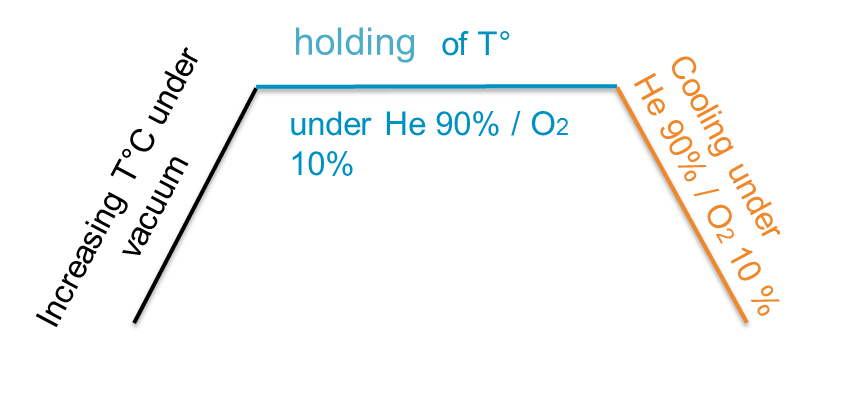 Increasing T°C under
vacuum
holding of T°
under He 90% / O2
10%
Cooling under
He 90% / O2 10 %